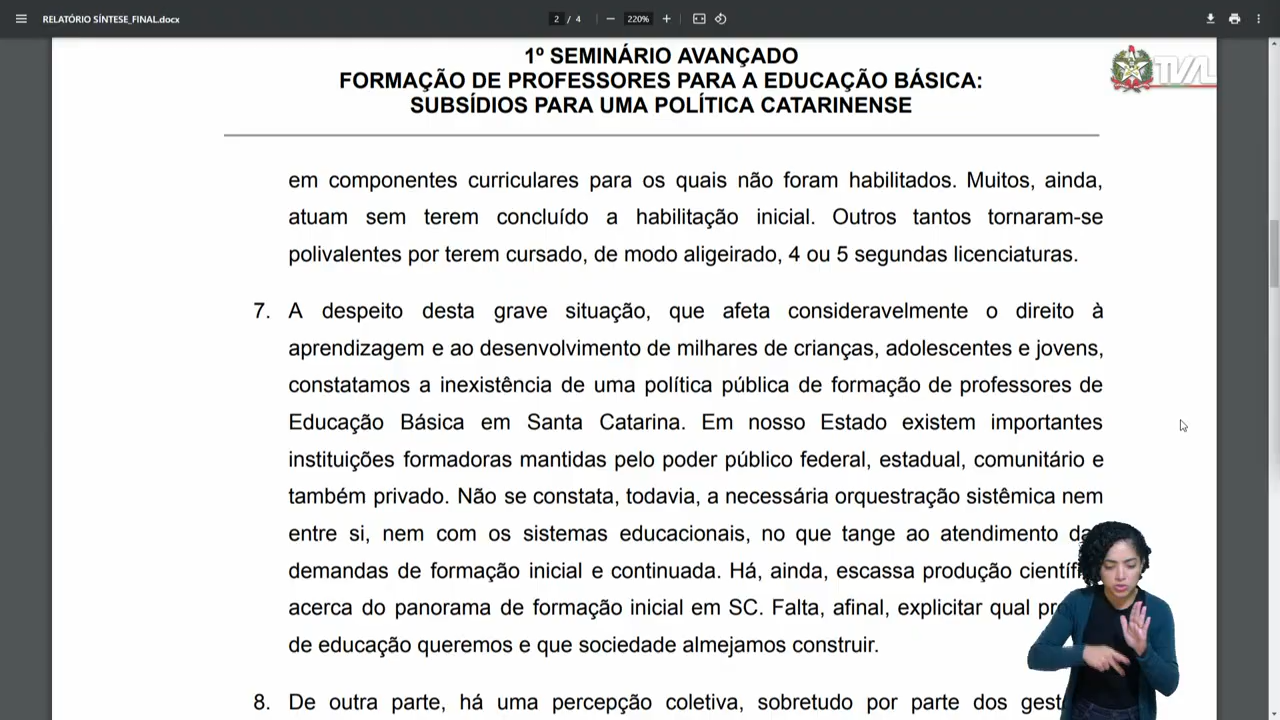 RELATÓRIO SÍNTESE_FINAL.docx
2 / 4
220%
1º SEMINÁRIO AVANÇADO
FORMAÇÃO DE PROFESSORES PARA A EDUCAÇÃO BÁSICA:
SUBSÍDIOS PARA UMA POLÍTICA CATARINENSE
TVAL
em componentes curriculares para os quais não foram habilitados. Muitos, ainda,
atuam sem terem concluído a habilitação inicial. Outros tantos tornaram-se
polivalentes por terem cursado, de modo aligeirado, 4 ou 5 segundas licenciaturas.
7. A despeito desta grave situação, que afeta consideravelmente o direito à
aprendizagem e ao desenvolvimento de milhares de crianças, adolescentes e jovens,
constatamos a inexistência de uma política pública de formação de professores de
Educação Básica em Santa Catarina. Em nosso Estado existem importantes
instituições formadoras mantidas pelo poder público federal, estadual, comunitário e
também privado. Não se constata, todavia, a necessária orquestração sistêmica nem
entre si, nem com os sistemas educacionais, no que tange ao atendimento
demandas de formação inicial e continuada. Há, ainda, escassa produção
acerca do panorama de formação inicial em SC. Falta, afinal, explicitar qual
de educação queremos e que sociedade almejamos construir.
8. De outra parte, há uma percepção coletiva, sobretudo por parte dos